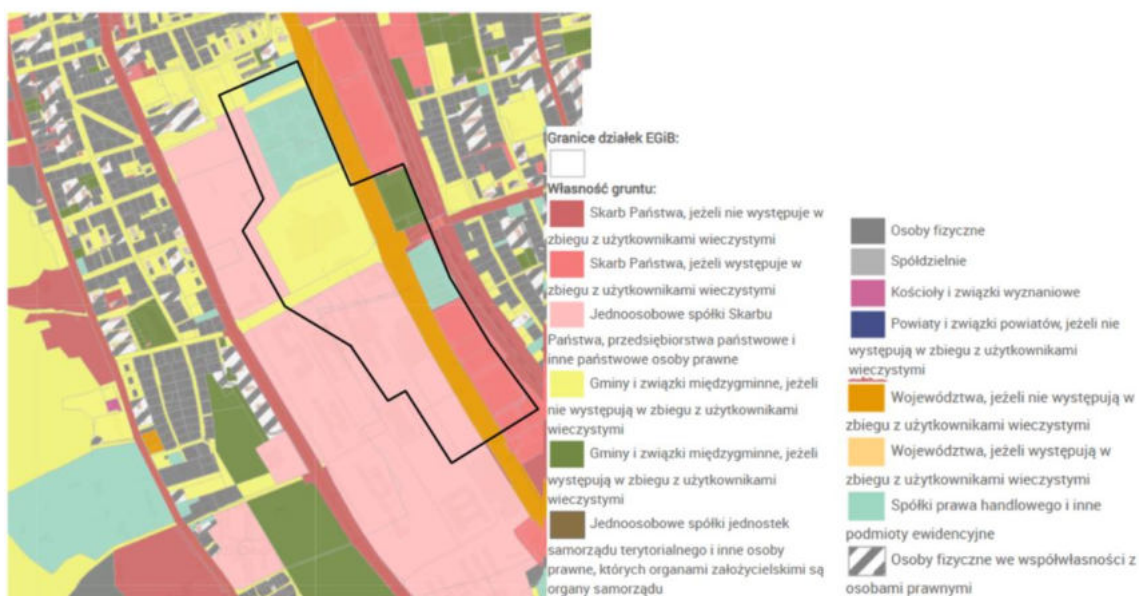 Granice działek EGiB:
Własność gruntu:
Skarb Państwa, jeżeli nie występuje w
zbiegu z użytkownikami wieczystymi
Skarb Państwa, jeżeli występuje w
zbiegu z użytkownikami wieczystymi
Jednoosobowe spółki Skarbu
Państwa, przedsiębiorstwa państwowe i
inne państwowe osoby prawne
Gminy i związki międzygminne, jeżeli
nie występują w zbiegu z użytkownikami
wieczystymi
Gminy i związki międzygminne, jeżeli
występują w zbiegu z użytkownikami
wieczystymi
Jednoosobowe spółki jednostek
samorządu terytorialnego i inne osoby
prawne, których organami założycielskimi są
organy samorządu
Osoby fizyczne
Spółdzielnie
Kościoły i związki wyznaniowe
Powiaty i związki powiatów, jeżeli nie
występują w zbiegu z użytkownikami
wieczystymi
Województwa, jeżeli nie występują w
zbiegu z użytkownikami wieczystymi
Województwa, jeżeli występują w
zbiegu z użytkownikami wieczystymi
Spółki prawa handlowego i inne
podmioty ewidencyjne
Osoby fizyczne we współwłasności z
osobami prawnymi